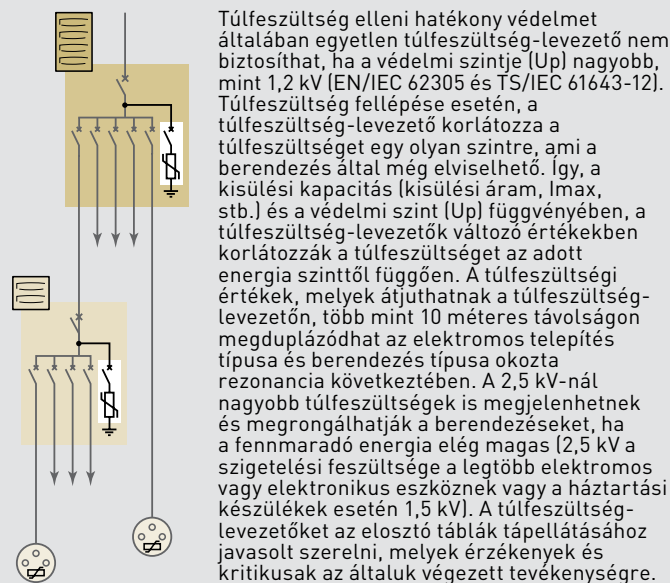 Túlfeszültség elleni hatékony védelmet
általában egyetlen túlfeszültség-levezető nem
biztosíthat, ha a védelmi szintje (Up) nagyobb,
mint 1,2 kV (EN/IEC 62305 és TS/IEC 61643-12).
Túlfeszültség fellépése esetén, a
túlfeszültség-levezető korlátozza a
túlfeszültséget egy olyan szintre, ami a
berendezés által még elviselhető. Így, a
kisülési kapacitás (kisülési áram, Imax,
stb.) és a védelmi szint (Up) függvényében, a
túlfeszültség-levezetők változó értékekben
korlátozzák a túlfeszültséget az adott
energia szinttől függően. A túlfeszültségi
értékek, melyek átjuthatnak a túlfeszültség-
levezetőn, több mint 10 méteres távolságon
megduplázódhat az elektromos telepítés
típusa és berendezés típusa okozta
rezonancia következtében. A 2,5 kV-nál
nagyobb túlfeszültségek is megjelenhetnek
és megrongálhatják a berendezéseket, ha
a fennmaradó energia elég magas (2,5 kV a
szigetelési feszültsége a legtöbb elektromos
vagy elektronikus eszköznek vagy a háztartási
készülékek esetén 1,5 kV). A túlfeszültség-
levezetőket az elosztó táblák tápellátásához
javasolt szerelni, melyek érzékenyek és
kritikusak az általuk végezett tevékenységre.